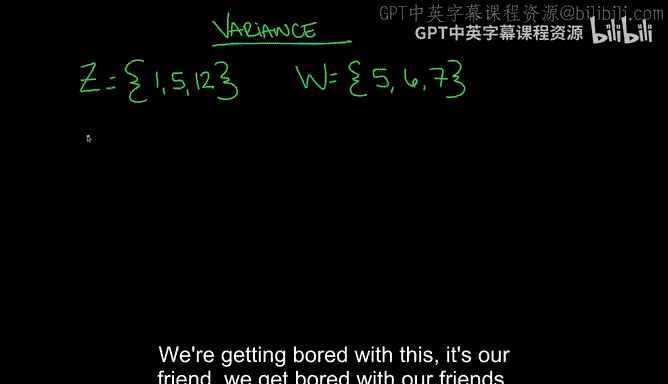 GPT中英字幕课程资源@bilibili.com
VARIANCE
GPT中英字幕课程资源 bilibili
Z = {1, 5, 12} W = {5, 6, 7}
We're getting bored with this, it's our
friend, we get bored with our friends